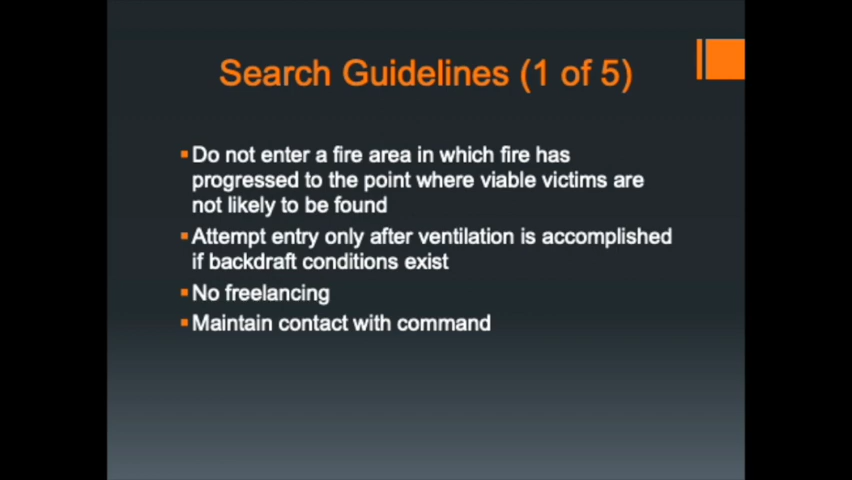 Search Guidelines (1 of 5)
Do not enter a fire area in which fire has
progressed to the point where viable victims are
not likely to be found
Attempt entry only after ventilation is accomplished
if backdraft conditions exist
No freelancing
Maintain contact with command